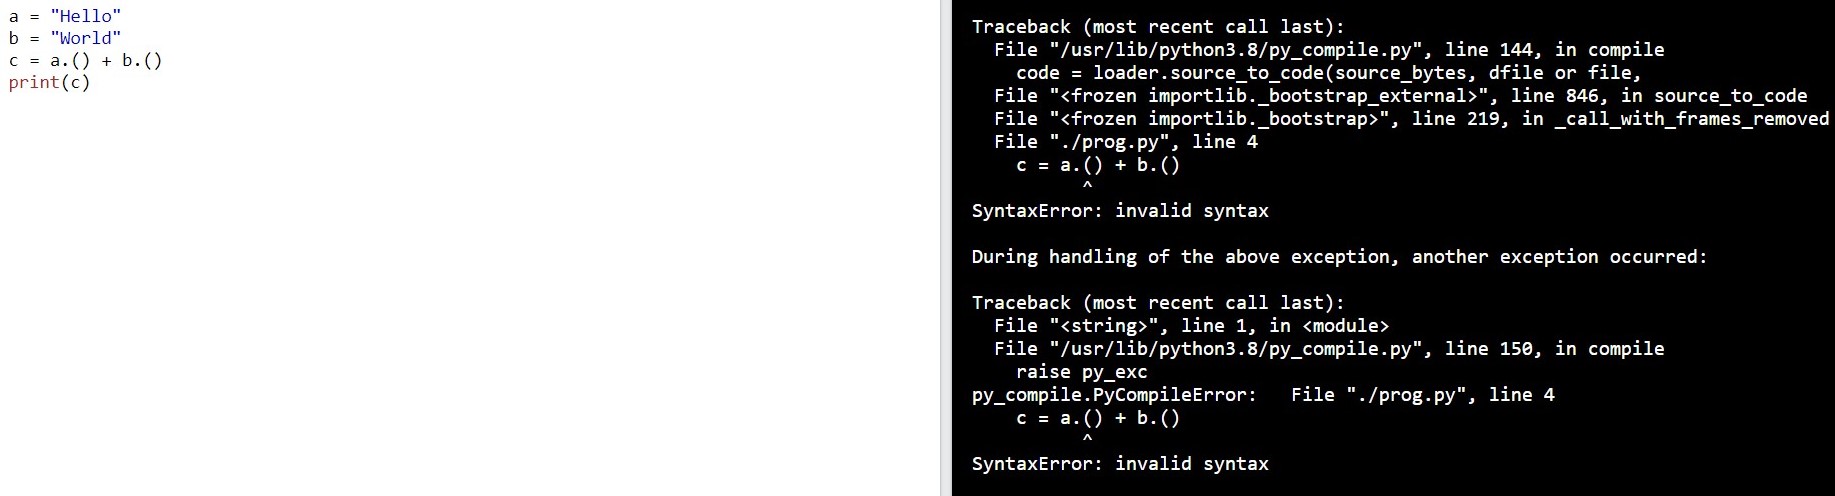 a = "Hello"
b = "World"
c = a.() + b.()
print(c)
Traceback (most recent call last):
  File "/usr/lib/python3.8/py_compile.py", line 144, in compile
    code = loader.source_to_code(source_bytes, dfile or file,
  File "<frozen importlib._bootstrap_external>", line 846, in source_to_code
  File "<frozen importlib._bootstrap>", line 219, in _call_with_frames_removed
  File "./prog.py", line 4
    c = a.() + b.()
          ^
SyntaxError: invalid syntax

During handling of the above exception, another exception occurred:

Traceback (most recent call last):
  File "<string>", line 1, in <module>
  File "/usr/lib/python3.8/py_compile.py", line 150, in compile
    raise py_exc
py_compile.PyCompileError:   File "./prog.py", line 4
    c = a.() + b.()
          ^
SyntaxError: invalid syntax